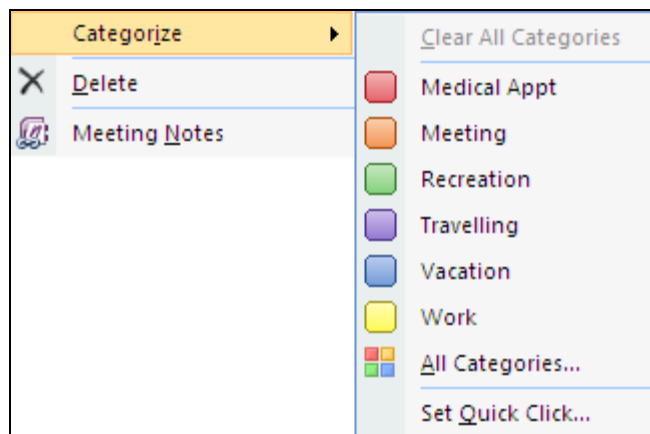 Categorize
Delete
Meeting Notes
Clear All Categories
Medical Appt
Meeting
Recreation
Travelling
Vacation
Work
All Categories...
Set Quick Click...